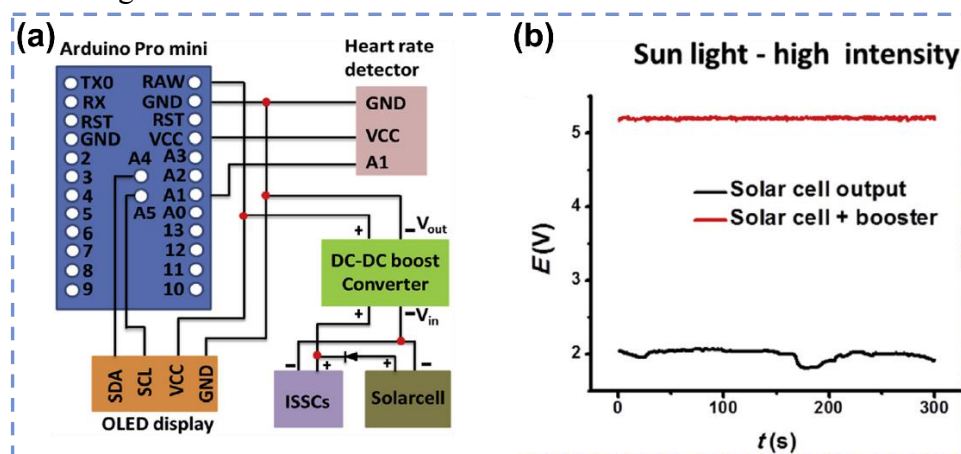 (a)
Arduino Pro mini
TX0 RAW
RX GND
RST RST
GND VCC
2 A4 A3
3 A2
4 A1
5 A5 A0
6 13
7 12
8 11
9 10
Heart rate
detector
GND
VCC
A1
+ −Vout
DC-DC boost
Converter
+ −Vin
− + + −
ISSCs Solarcell
SDA SCL VCC GND
OLED display
(b)
Sun light - high intensity
Solar cell output
Solar cell + booster
E(V)
5
4
3
2
0 100 200 300
t(s)